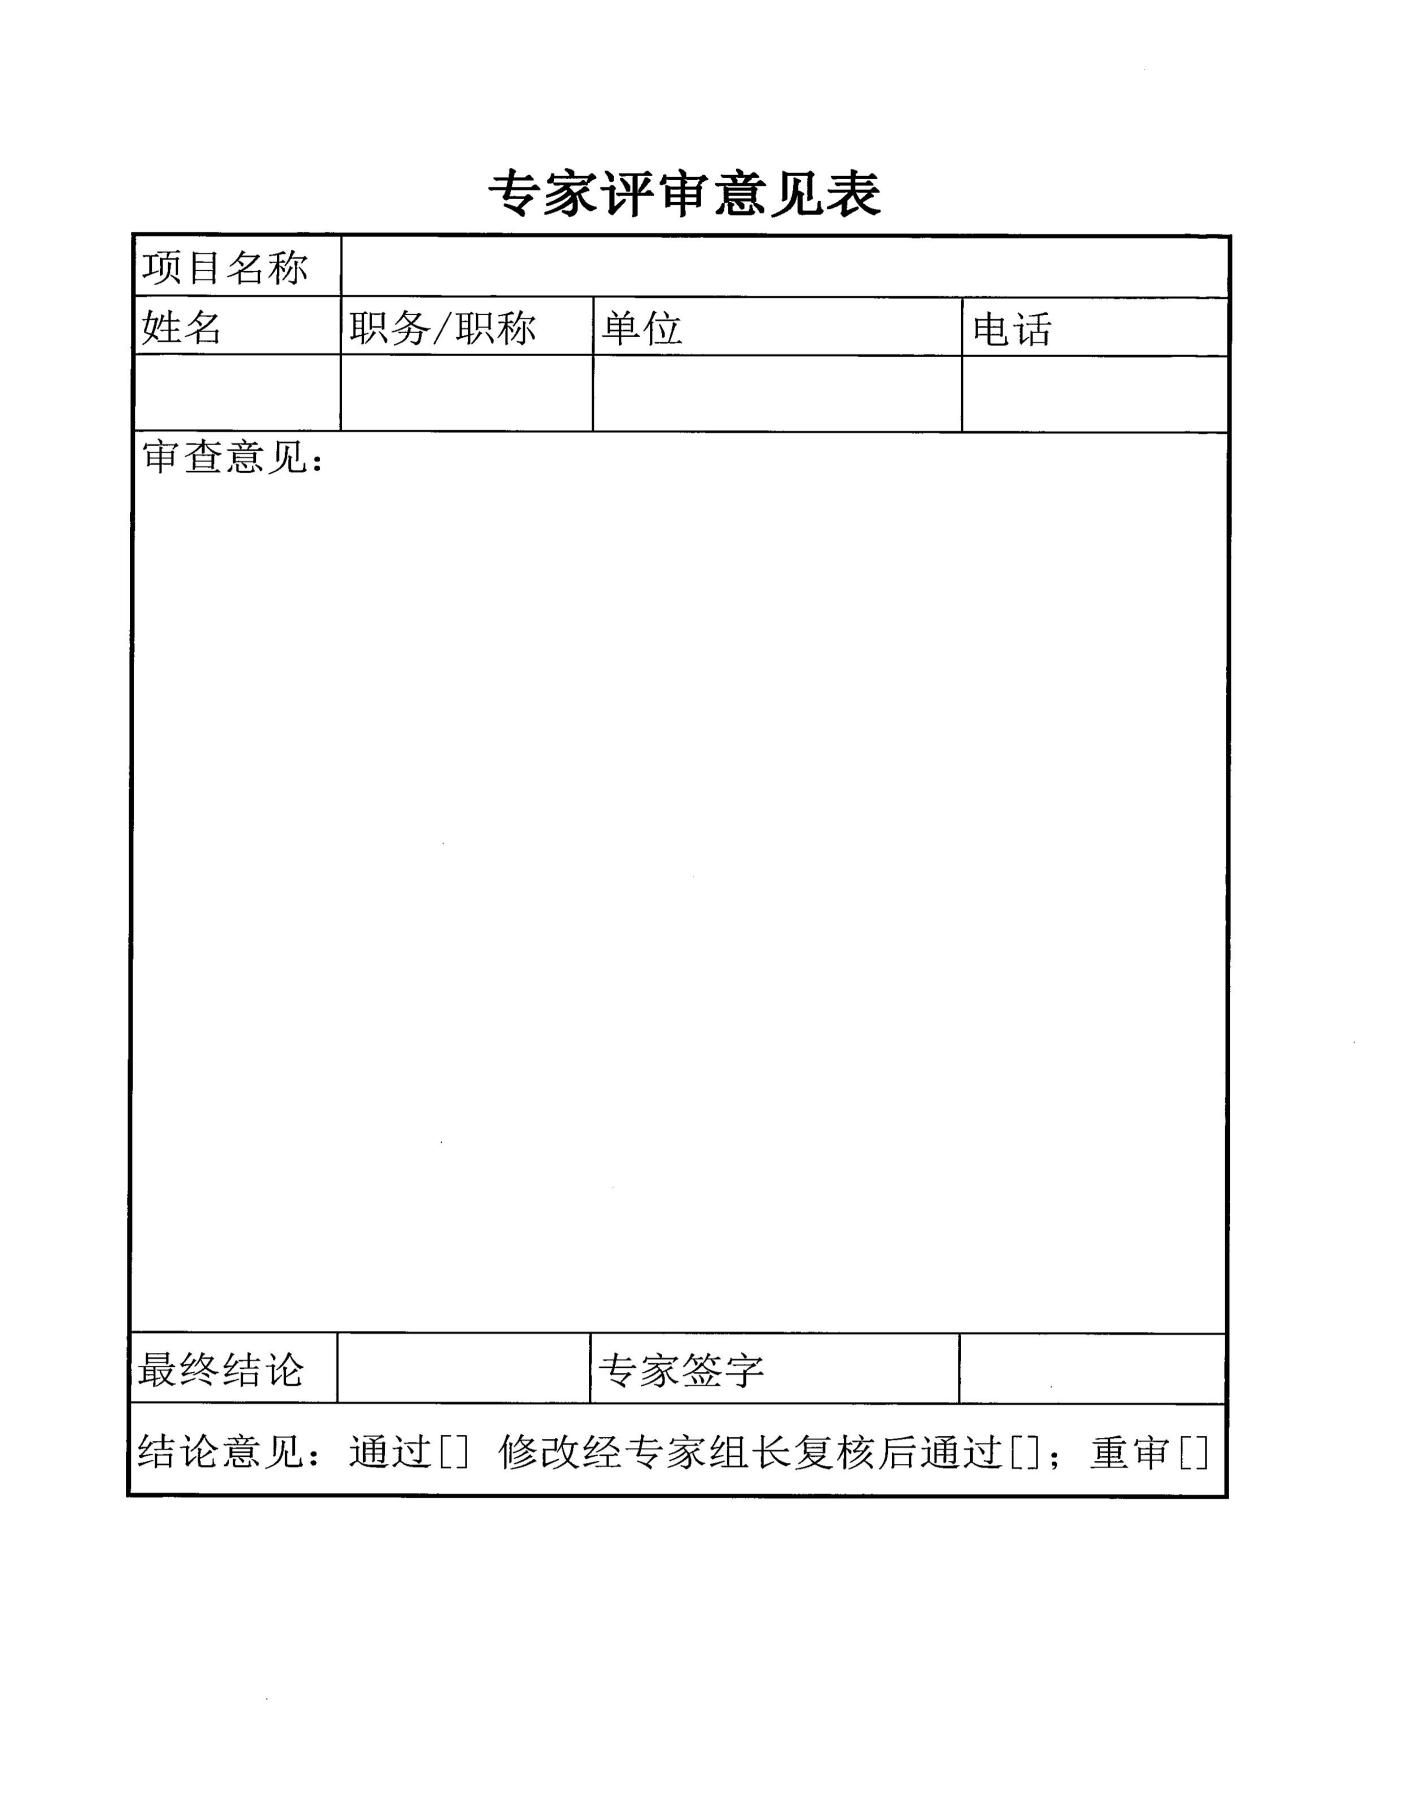 专家评审意见表
项目名称
姓名 职务/职称 单位 电话
审查意见：
最终结论 专家签字
结论意见：通过[] 修改经专家组长复核后通过[]；重审[]